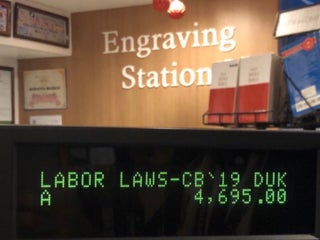 Engraving
Station
LABOR LAWS-CB`19 DUK
A 4,695.00